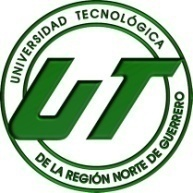 UNIVERSIDAD TECNOLÓGICA
UT
DE LA REGIÓN NORTE DE GUERRERO